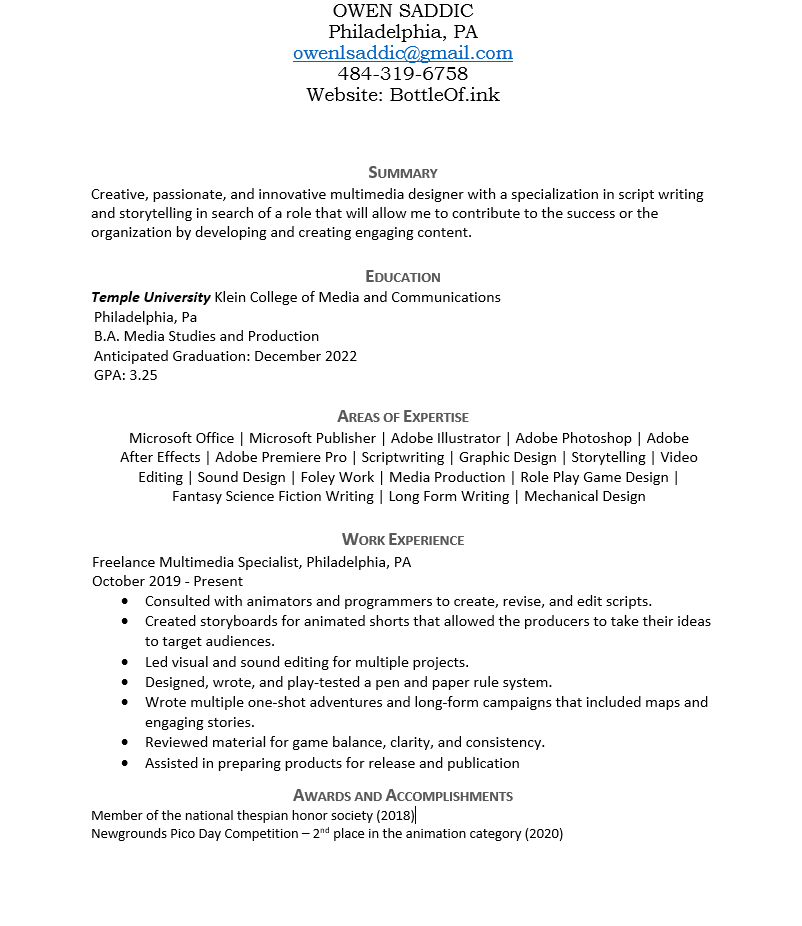 OWEN SADDIC
Philadelphia, PA
owenlsaddic@gmail.com
484-319-6758
Website: BottleOf.ink
Summary
Creative, passionate, and innovative multimedia designer with a specialization in script writing
and storytelling in search of a role that will allow me to contribute to the success or the
organization by developing and creating engaging content.
Education
Temple University Klein College of Media and Communications
Philadelphia, Pa
B.A. Media Studies and Production
Anticipated Graduation: December 2022
GPA: 3.25
Areas of Expertise
Microsoft Office | Microsoft Publisher | Adobe Illustrator | Adobe Photoshop | Adobe
After Effects | Adobe Premiere Pro | Scriptwriting | Graphic Design | Storytelling | Video
Editing | Sound Design | Foley Work | Media Production | Role Play Game Design |
Fantasy Science Fiction Writing | Long Form Writing | Mechanical Design
Work Experience
Freelance Multimedia Specialist, Philadelphia, PA
October 2019 - Present
• Consulted with animators and programmers to create, revise, and edit scripts.
• Created storyboards for animated shorts that allowed the producers to take their ideas
to target audiences.
• Led visual and sound editing for multiple projects.
• Designed, wrote, and play-tested a pen and paper rule system.
• Wrote multiple one-shot adventures and long-form campaigns that included maps and
engaging stories.
• Reviewed material for game balance, clarity, and consistency.
• Assisted in preparing products for release and publication
Awards and Accomplishments
Member of the national thespian honor society (2018)
Newgrounds Pico Day Competition – 2nd place in the animation category (2020)